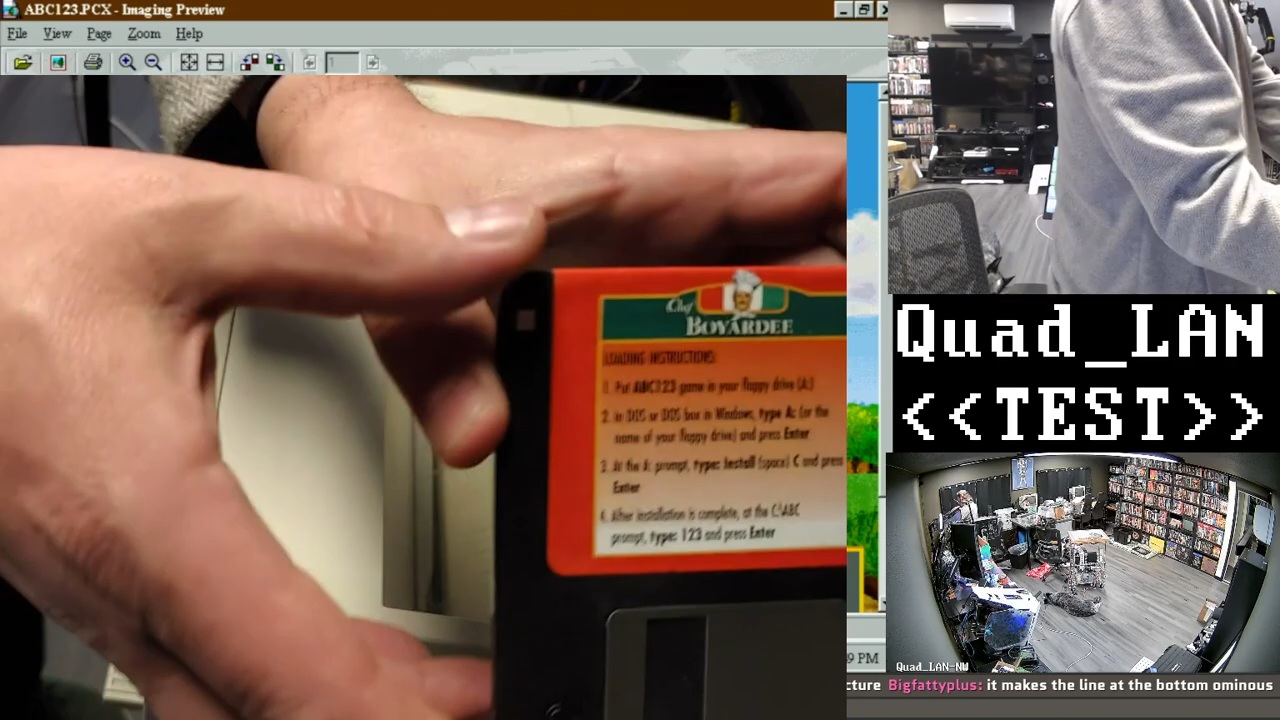 ABC123.PCX - Imaging Preview
File View Page Zoom Help
1
Chef
BOYARDEE
LOADING INSTRUCTIONS:
1. Put ABC123 game in your floppy drive (A:)
2. In DOS or DOS box in Windows, type A: (or the
name of your floppy drive) and press Enter
3. At the A: prompt, type: Install (space) C and press
Enter
4. After installation is complete, at the C:\ABC
prompt, type: 123 and press Enter
9 PM
Quad_LAN
<<TEST>>
Quad_LAN-NW
cture Bigfattyplus: it makes the line at the bottom ominous